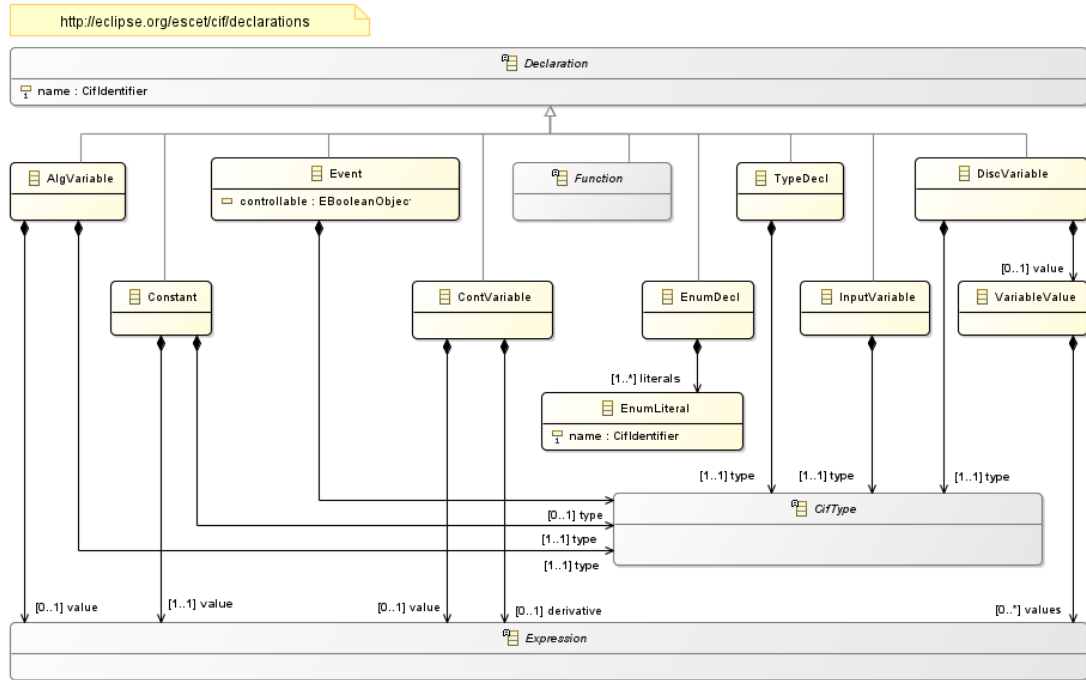 http://eclipse.org/escet/cif/declarations
Declaration
name : CifIdentifier
AlgVariable
Event
controllable : EBooleanObjec
Function
TypeDecl
DiscVariable
[0..1] value
Constant
ContVariable
EnumDecl
InputVariable
VariableValue
[1..*] literals
EnumLiteral
name : CifIdentifier
[1..1] type
[1..1] type
[1..1] type
CifType
[0..1] type
[1..1] type
[1..1] type
[0..1] value
[1..1] value
[0..1] value
[0..1] derivative
[0..*] values
Expression